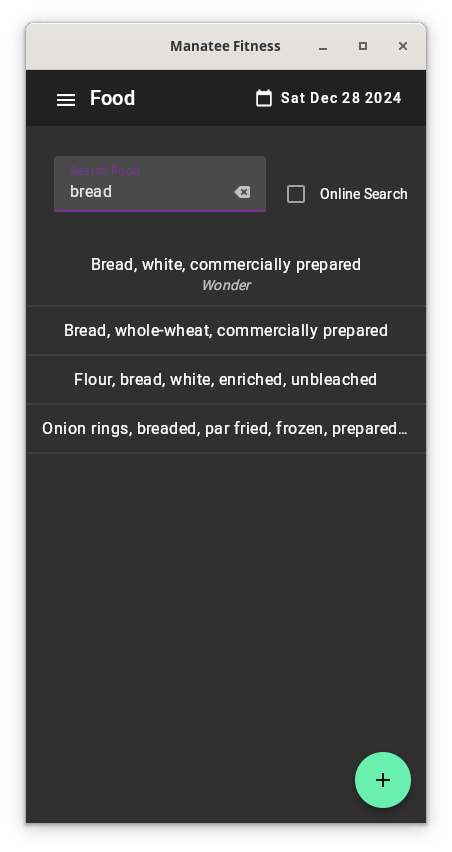 Manatee Fitness
Food
Sat Dec 28 2024
Search Food
bread
Online Search
Bread, white, commercially prepared
Wonder
Bread, whole-wheat, commercially prepared
Flour, bread, white, enriched, unbleached
Onion rings, breaded, par fried, frozen, prepared…